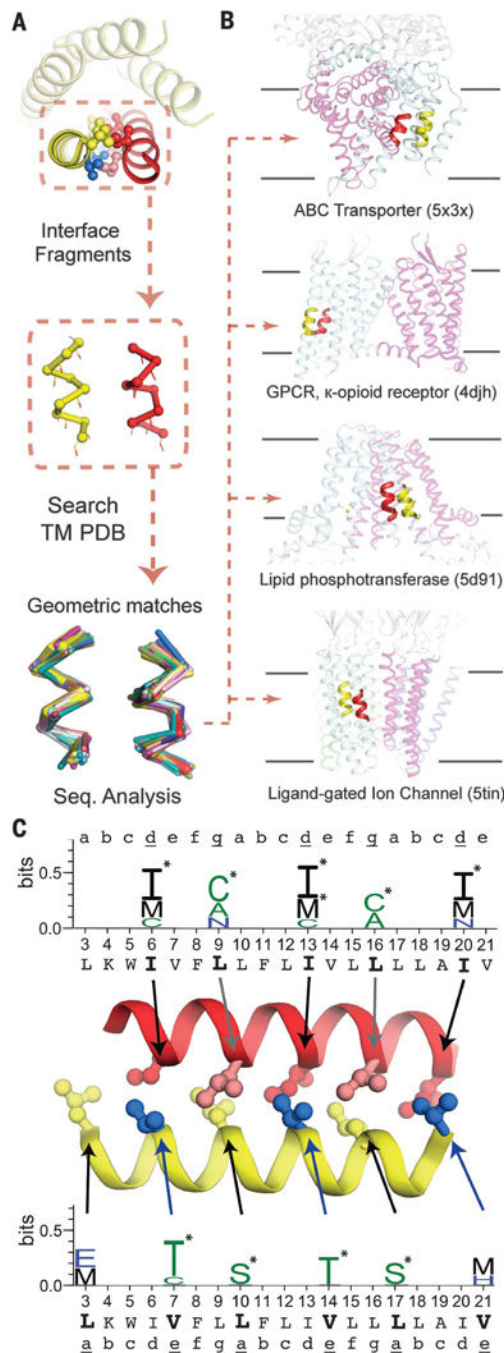 A
B
Interface
Fragments
Search
TM PDB
Geometric matches
Seq. Analysis
ABC Transporter (5x3x)
GPCR, κ-opioid receptor (4djh)
Lipid phosphotransferase (5d91)
Ligand-gated Ion Channel (5tin)
C
a b c d e f g a b c d e f g a b c d e
bits
0.5
0.0
I* M C
C* A N
I* M* C
C* A
I* M N
3 4 5 6 7 8 9 10 11 12 13 14 15 16 17 18 19 20 21
L K W I V F L L F L I V L L L L A I V
bits
0.5
0.0
E M
T* C
S*
T*
S*
M H
3 4 5 6 7 8 9 10 11 12 13 14 15 16 17 18 19 20 21
L K W I V F L L F L I V L L L L A I V
a b c d e f g a b c d e f g a b c d e